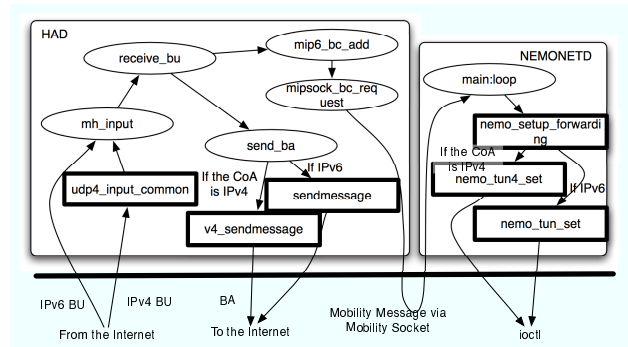 HAD
NEMONETD
mip6_bc_add
receive_bu
main:loop
mipsock_bc_req
uest
mh_input
nemo_setup_forwardi
ng
send_ba
If the CoA
is IPv4
If IPv6
nemo_tun4_set
udp4_input_common
If the CoA
is IPv4
sendmessage
If IPv6
v4_sendmessage
nemo_tun_set
IPv6 BU
IPv4 BU
BA
Mobility Message via
Mobility Socket
From the Internet
To the Internet
ioctl